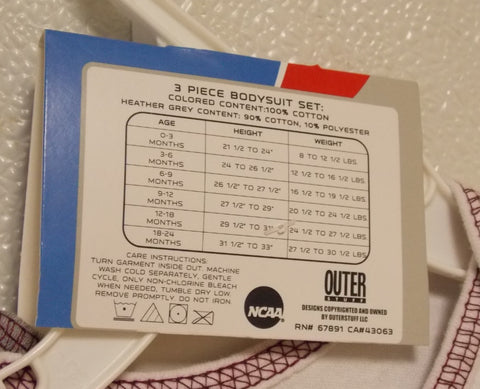 3 PIECE BODYSUIT SET:
COLORED CONTENT:100% COTTON
HEATHER GREY CONTENT: 90% COTTON, 10% POLYESTER
AGE HEIGHT WEIGHT
0-3 MONTHS 21 1/2 TO 24" 8 TO 12 1/2 LBS.
3-6 MONTHS 24 TO 26 1/2" 12 1/2 TO 16 1/2 LBS.
6-9 MONTHS 26 1/2" TO 27 1/2" 16 1/2 TO 19 1/2 LBS.
9-12 MONTHS 27 1/2" TO 29" 20 1/2 TO 24 1/2 LBS.
12-18 MONTHS 29 1/2 TO 24 1/2 TO 27 1/2 LBS.
18-24 MONTHS 31 1/2" TO 33" 27 1/2 TO 30 1/2 LBS.
CARE INSTRUCTIONS:
TURN GARMENT INSIDE OUT. MACHINE
WASH COLD SEPARATELY, GENTLE
CYCLE, ONLY NON-CHLORINE BLEACH
WHEN NEEDED, TUMBLE DRY LOW.
REMOVE PROMPTLY. DO NOT IRON.
NCAA
OUTER
STUFF
DESIGNS COPYRIGHTED AND OWNED
BY OUTERSTUFF LLC
RN# 67891 CA#43063